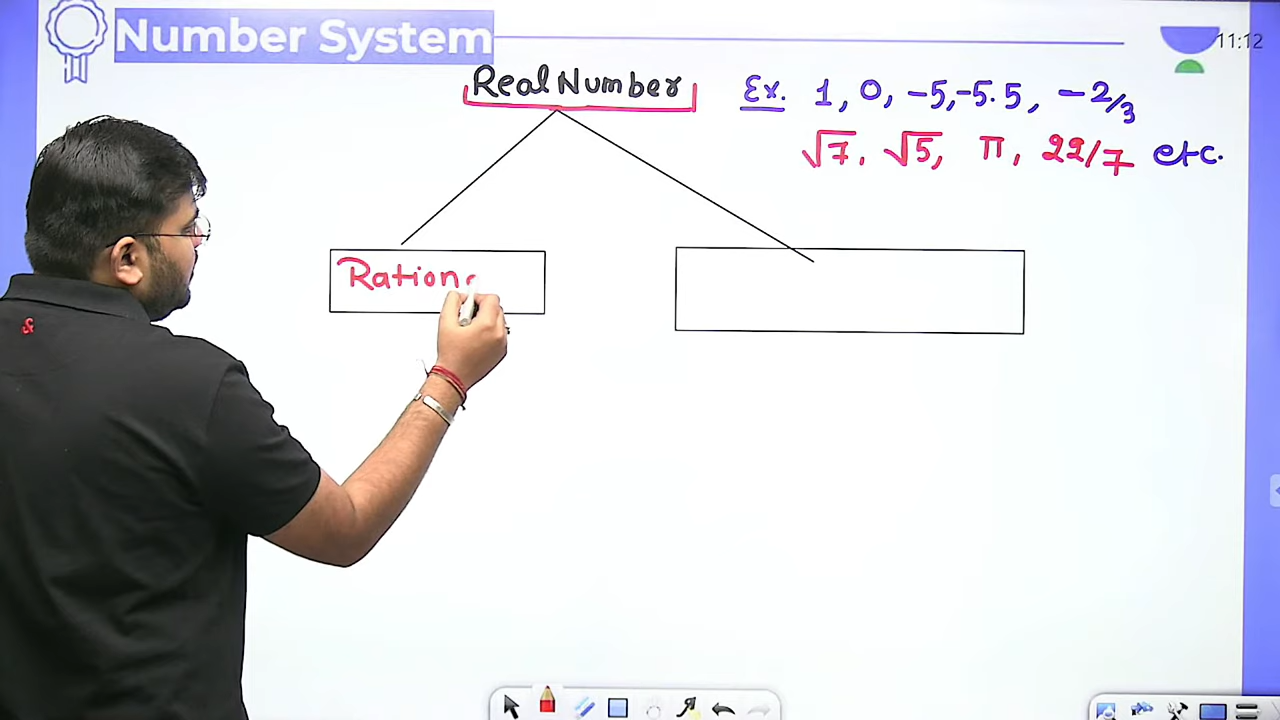 Number System
11:12
Real Number
Ex. 1, 0, -5, -5.5, -2/3
√7, √5, π, 22/7 etc.
Rationa